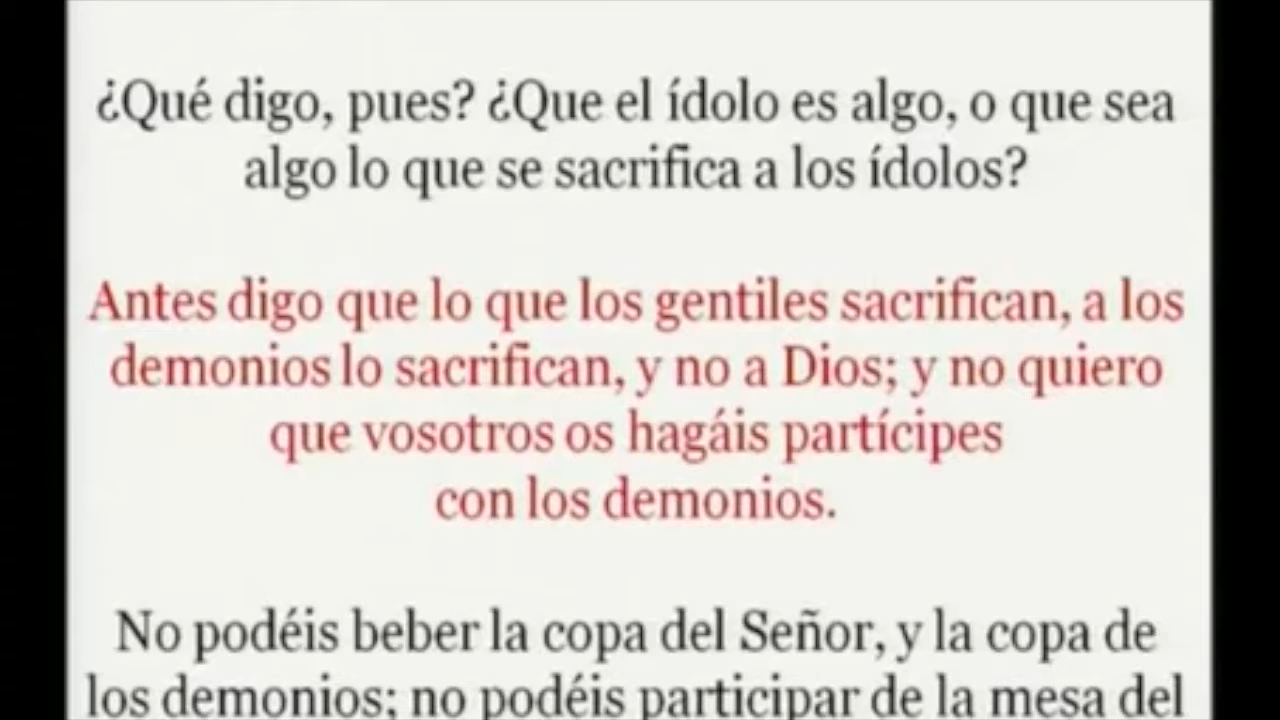 ¿Qué digo, pues? ¿Que el ídolo es algo, o que sea
algo lo que se sacrifica a los ídolos?
Antes digo que lo que los gentiles sacrifican, a los
demonios lo sacrifican, y no a Dios; y no quiero
que vosotros os hagáis partícipes
con los demonios.
No podéis beber la copa del Señor, y la copa de
los demonios; no podéis participar de la mesa del